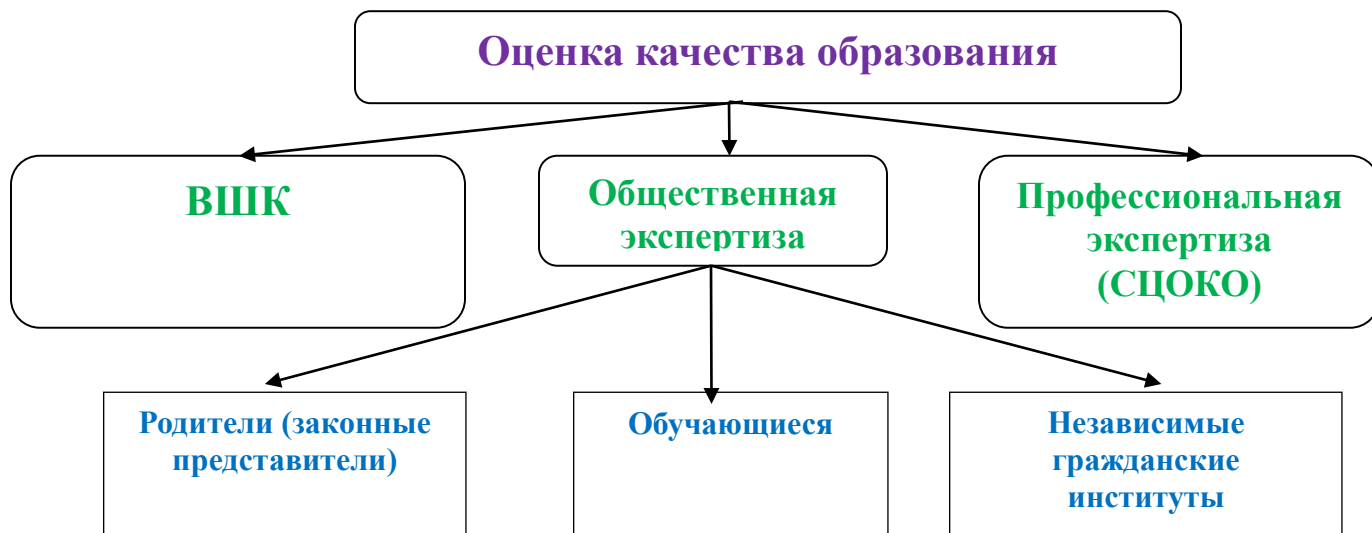 Оценка качества образования
ВШК
Общественная
экспертиза
Профессиональная
экспертиза
(СЦОКО)
Родители (законные
представители)
Обучающиеся
Независимые
гражданские
институты